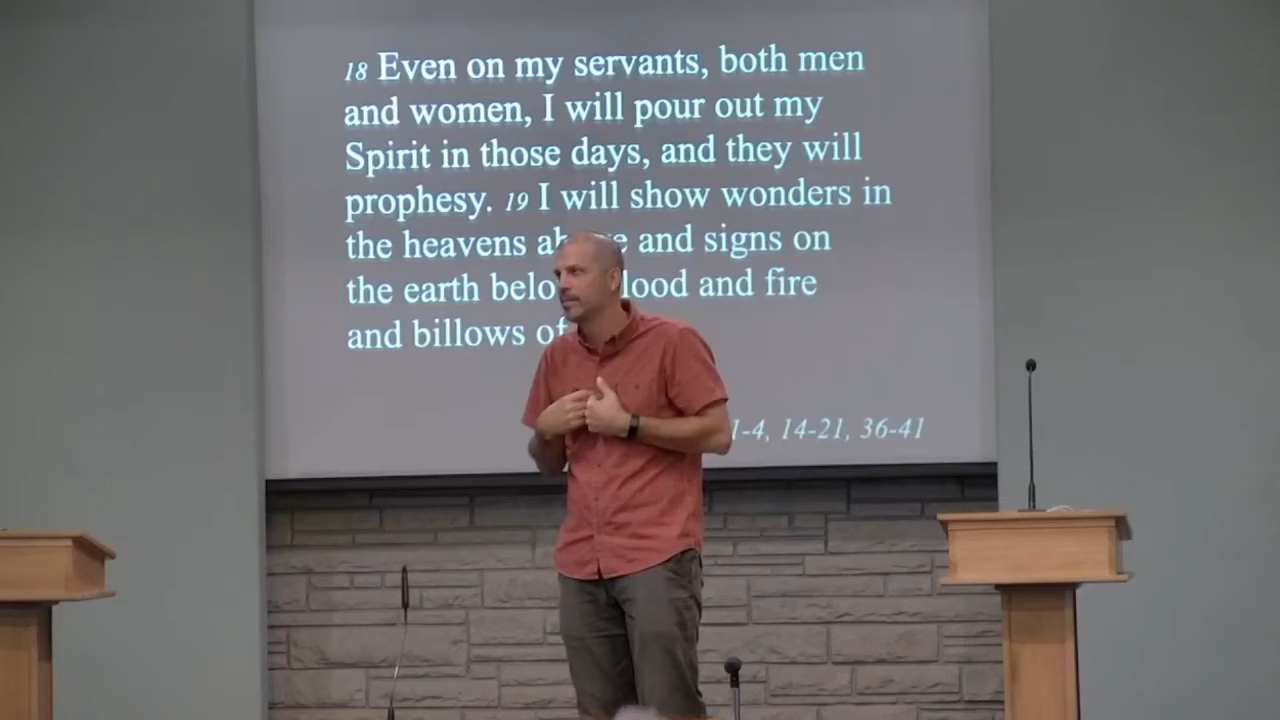 18 Even on my servants, both men
and women, I will pour out my
Spirit in those days, and they will
prophesy. 19 I will show wonders in
the heavens and signs on
the earth and fire
and billows of
1-4, 14-21, 36-41